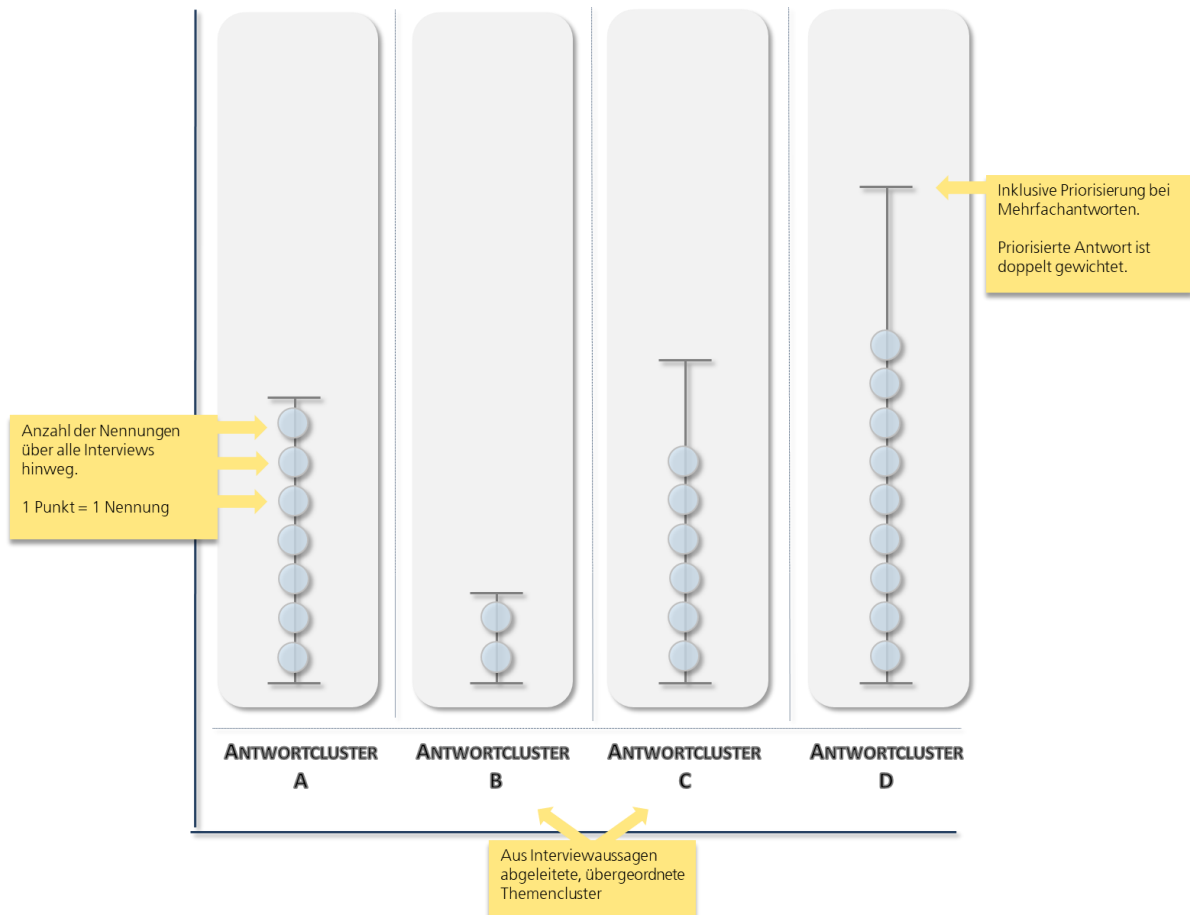 Inklusive Priorisierung bei
Mehrfachantworten.
Priorisierte Antwort ist
doppelt gewichtet.
Anzahl der Nennungen
über alle Interviews
hinweg.
1 Punkt = 1 Nennung
ANTWORTCLUSTER
A
ANTWORTCLUSTER
B
ANTWORTCLUSTER
C
ANTWORTCLUSTER
D
Aus Interviewaussagen
abgeleitete, übergeordnete
Themencluster